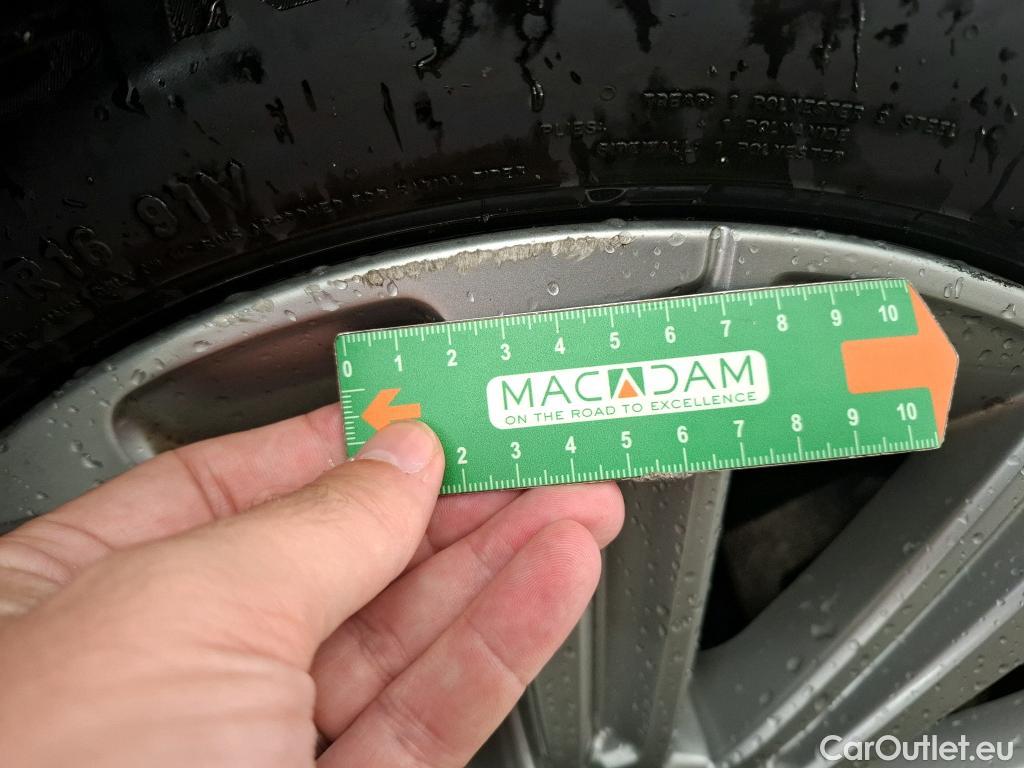 TREAD: 1 POLYESTER 2 STEEL
PLIES: + 1 POLYAMIDE
SIDEWALL: 1 POLYESTER
R16 91V
0 1 2 3 4 5 6 7 8 9 10
MACADAM
ON THE ROAD TO EXCELLENCE
2 3 4 5 6 7 8 9 10
CarOutlet.eu